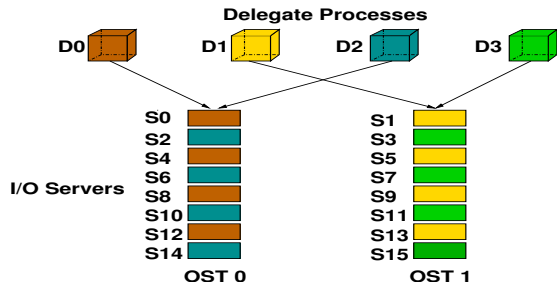 Delegate Processes
D0 D1 D2 D3
S0 S1
S2 S3
S4 S5
S6 S7
I/O Servers
S8 S9
S10 S11
S12 S13
S14 S15
OST 0 OST 1